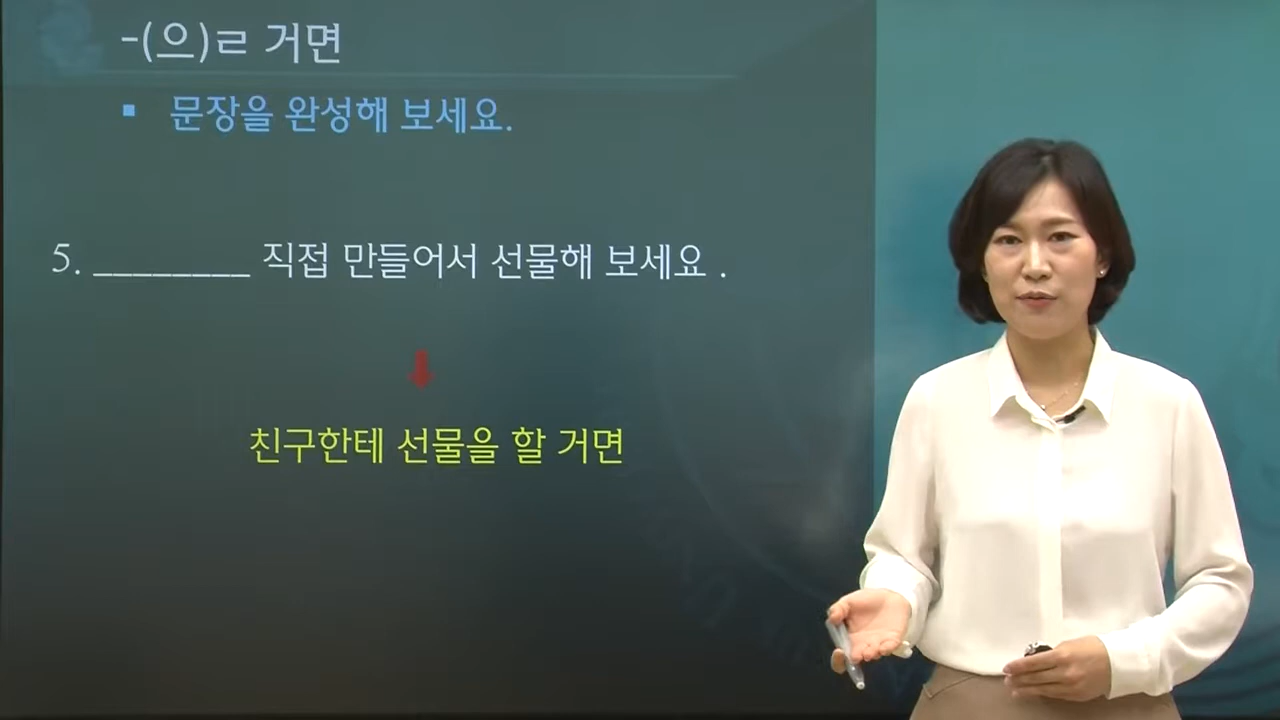 -(으)ㄹ 거면
▪ 문장을 완성해 보세요.
5. ________ 직접 만들어서 선물해 보세요 .
친구한테 선물을 할 거면